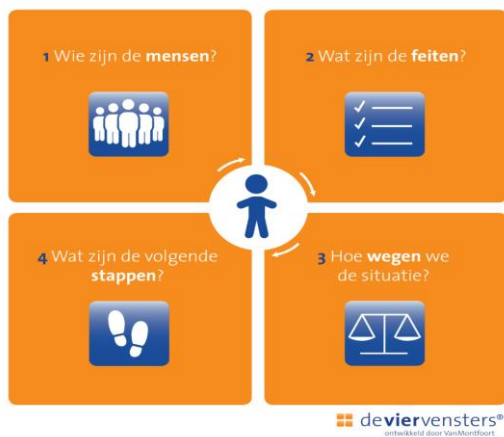 1 Wie zijn de mensen?
2 Wat zijn de feiten?
3 Hoe wegen we
de situatie?
4 Wat zijn de volgende
stappen?
deviervensters®
ontwikkeld door VanMontfoort